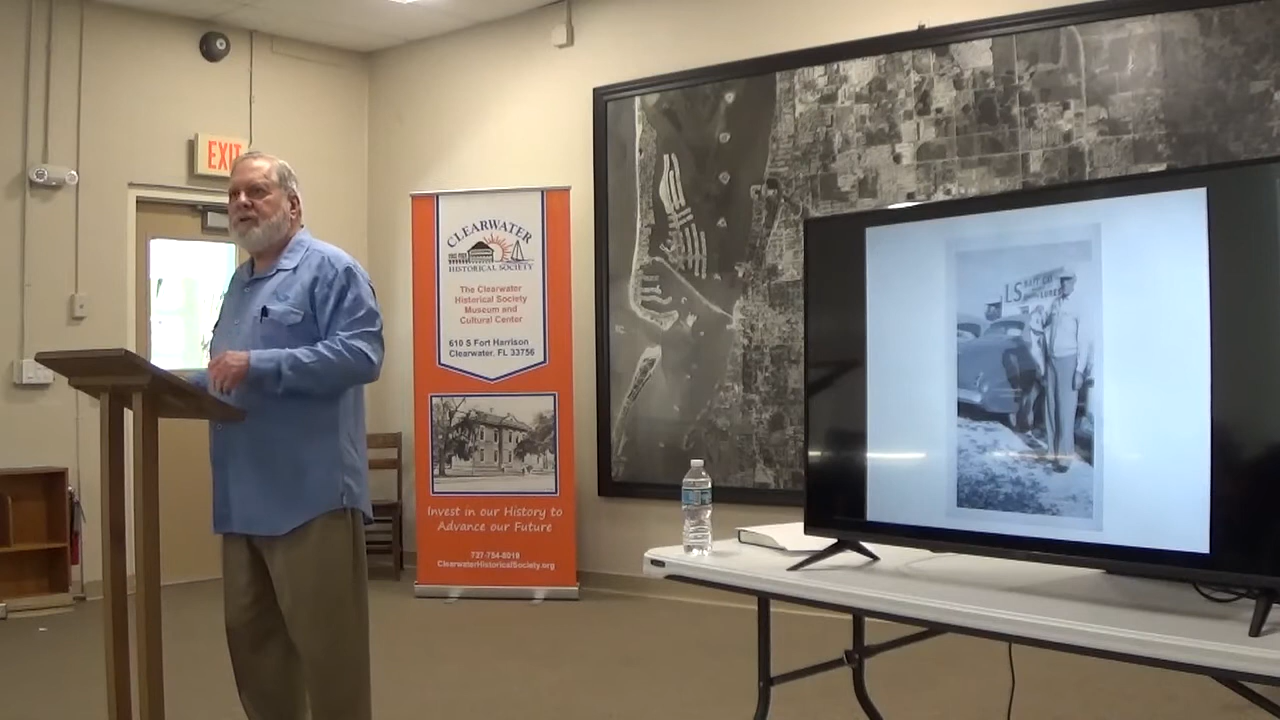 EXIT
CLEARWATER
HISTORICAL SOCIETY
The Clearwater
Historical Society
Museum and
Cultural Center
610 S Fort Harrison
Clearwater, FL 33756
Invest in our History to
Advance our Future
727-754-8019
ClearwaterHistoricalSociety.org
LS